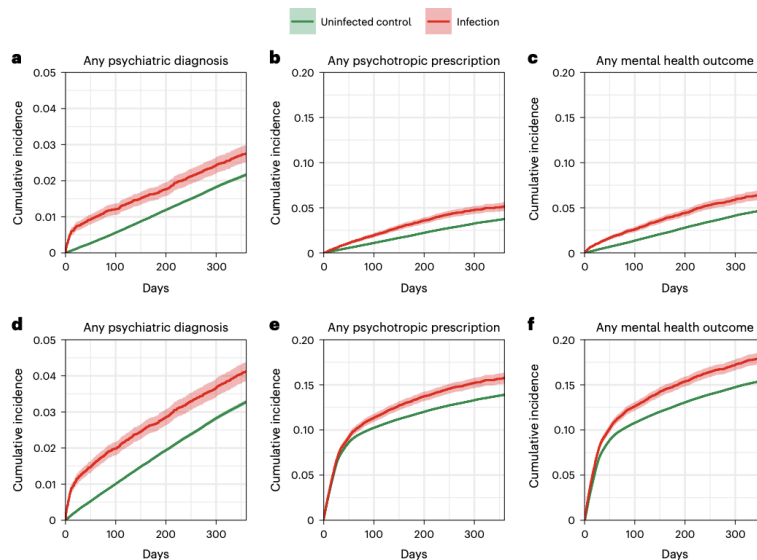 Uninfected control Infection
a Any psychiatric diagnosis
Cumulative incidence
0.05
0.04
0.03
0.02
0.01
0
0 100 200 300
Days
b Any psychotropic prescription
Cumulative incidence
0.20
0.15
0.10
0.05
0
0 100 200 300
Days
c Any mental health outcome
Cumulative incidence
0.20
0.15
0.10
0.05
0
0 100 200 300
Days
d Any psychiatric diagnosis
Cumulative incidence
0.05
0.04
0.03
0.02
0.01
0
0 100 200 300
Days
e Any psychotropic prescription
Cumulative incidence
0.20
0.15
0.10
0.05
0
0 100 200 300
Days
f Any mental health outcome
Cumulative incidence
0.20
0.15
0.10
0.05
0
0 100 200 300
Days